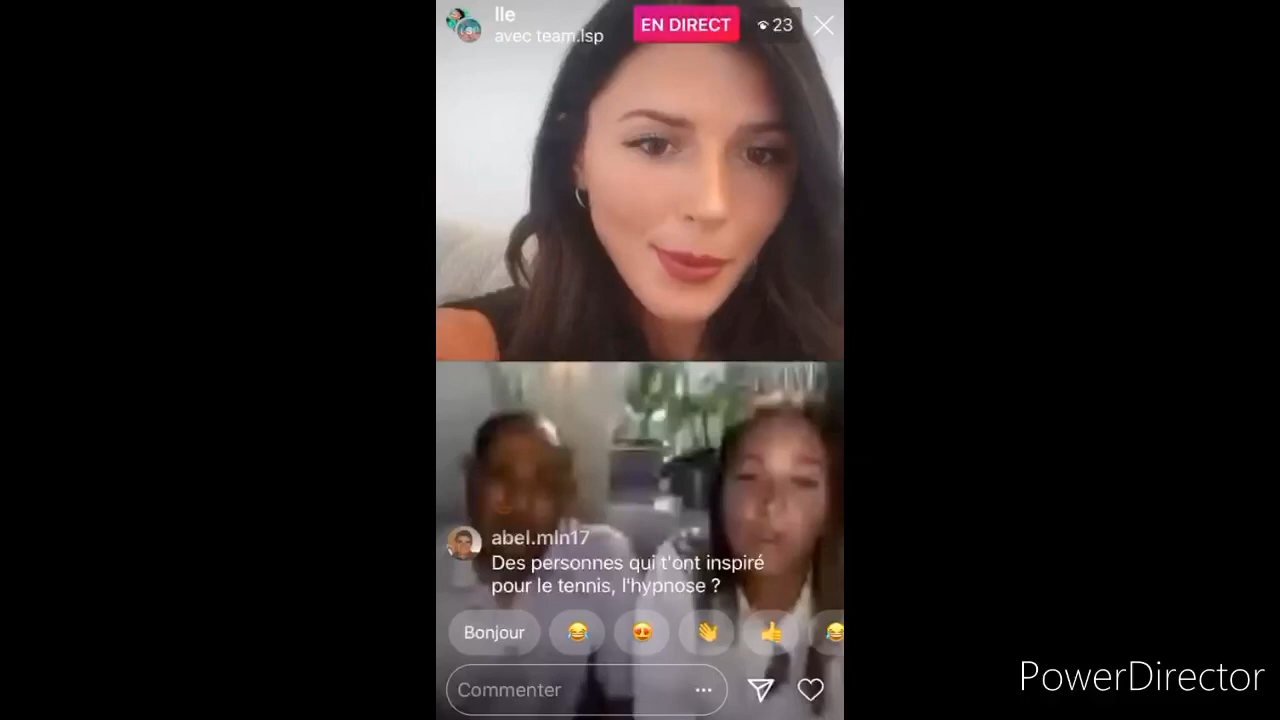 lle
avec team.lsp
EN DIRECT
23
abel.mln17
Des personnes qui t'ont inspiré
pour le tennis, l'hypnose ?
Bonjour
Commenter
PowerDirector